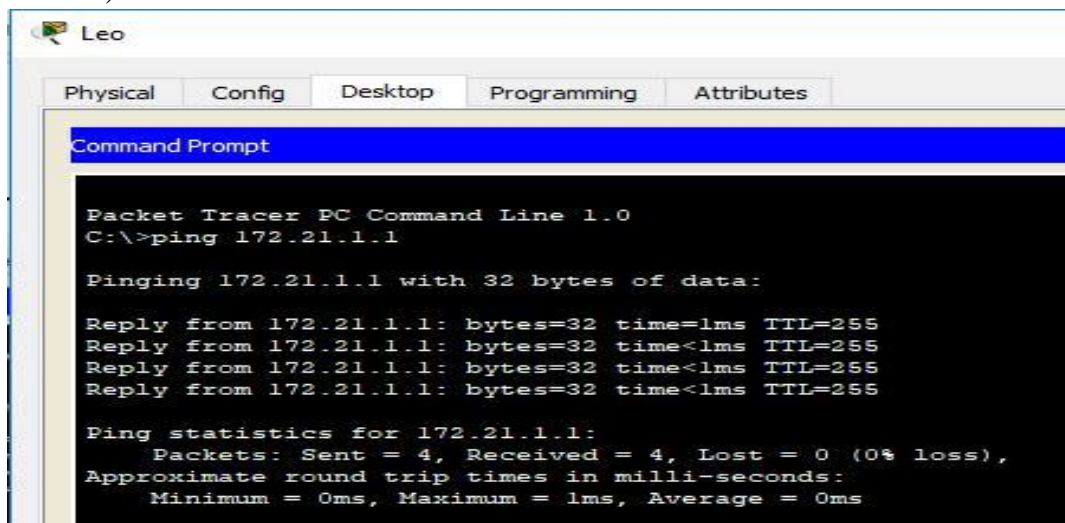 Leo
Physical Config Desktop Programming Attributes
Command Prompt
Packet Tracer PC Command Line 1.0
C:\>ping 172.21.1.1
Pinging 172.21.1.1 with 32 bytes of data:
Reply from 172.21.1.1: bytes=32 time=1ms TTL=255
Reply from 172.21.1.1: bytes=32 time<1ms TTL=255
Reply from 172.21.1.1: bytes=32 time<1ms TTL=255
Reply from 172.21.1.1: bytes=32 time<1ms TTL=255
Ping statistics for 172.21.1.1:
Packets: Sent = 4, Received = 4, Lost = 0 (0% loss),
Approximate round trip times in milli-seconds:
Minimum = 0ms, Maximum = 1ms, Average = 0ms